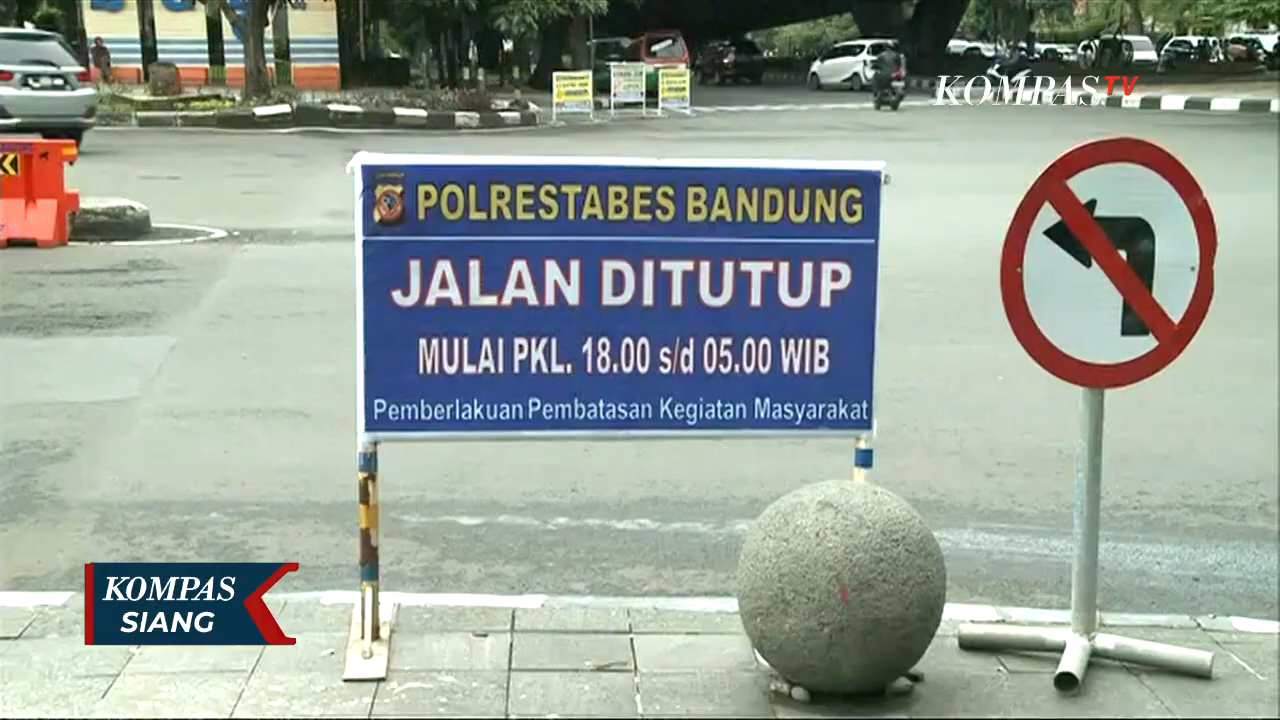 KOMPASTV
POLRESTABES BANDUNG
JALAN DITUTUP
MULAI PKL. 18.00 s/d 05.00 WIB
Pemberlakuan Pembatasan Kegiatan Masyarakat
KOMPAS
SIANG